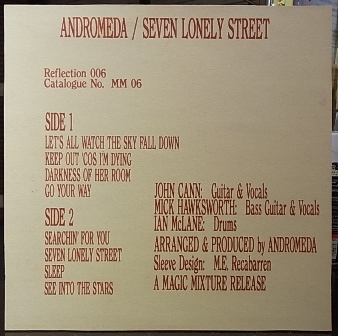 ANDROMEDA / SEVEN LONELY STREET
Reflection 006
Catalogue No. MM 06
SIDE 1
LET'S ALL WATCH THE SKY FALL DOWN
KEEP OUT 'COS I'M DYING
DARKNESS OF HER ROOM
GO YOUR WAY
SIDE 2
SEARCHIN' FOR YOU
SEVEN LONELY STREET
SLEEP
SEE INTO THE STARS
JOHN CANN: Guitar & Vocals
MICK HAWKSWORTH: Bass Guitar & Vocals
IAN McLANE: Drums
ARRANGED & PRODUCED by ANDROMEDA
Sleeve Design: M.F. Recabarren
A MAGIC MIXTURE RELEASE